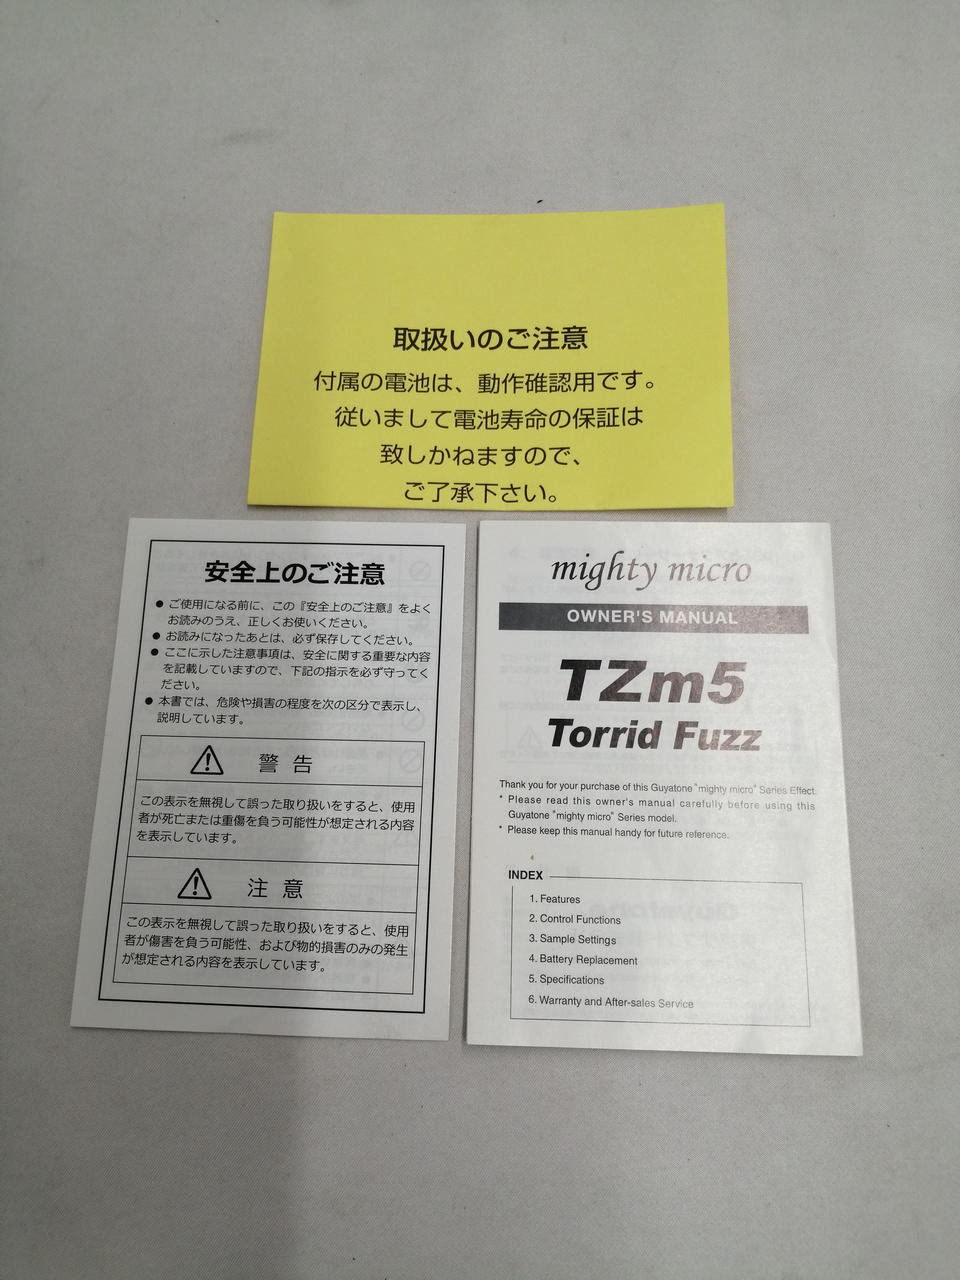 取扱いのご注意
付属の電池は、動作確認用です。
従いまして電池寿命の保証は
致しかねますので、
ご了承下さい。
安全上のご注意
● ご使用になる前に、この『安全上のご注意』をよく
お読みのうえ、正しくお使いください。
● お読みになったあとは、必ず保存してください。
● ここに示した注意事項は、安全に関する重要な内容
を記載していますので、下記の指示を必ず守ってく
ださい。
● 本書では、危険や損害の程度を次の区分で表示し、
説明しています。
警 告
この表示を無視して誤った取り扱いをすると、使用
者が死亡または重傷を負う可能性が想定される内容
を表示しています。
注 意
この表示を無視して誤った取り扱いをすると、使用
者が傷害を負う可能性、および物的損害のみの発生
が想定される内容を表示しています。
mighty micro
OWNER'S MANUAL
TZm5
Torrid Fuzz
Thank you for your purchase of this Guyatone "mighty micro" Series Effect.
* Please read this owner's manual carefully before using this
Guyatone "mighty micro" Series model.
* Please keep this manual handy for future reference.
INDEX
1. Features
2. Control Functions
3. Sample Settings
4. Battery Replacement
5. Specifications
6. Warranty and After-sales Service